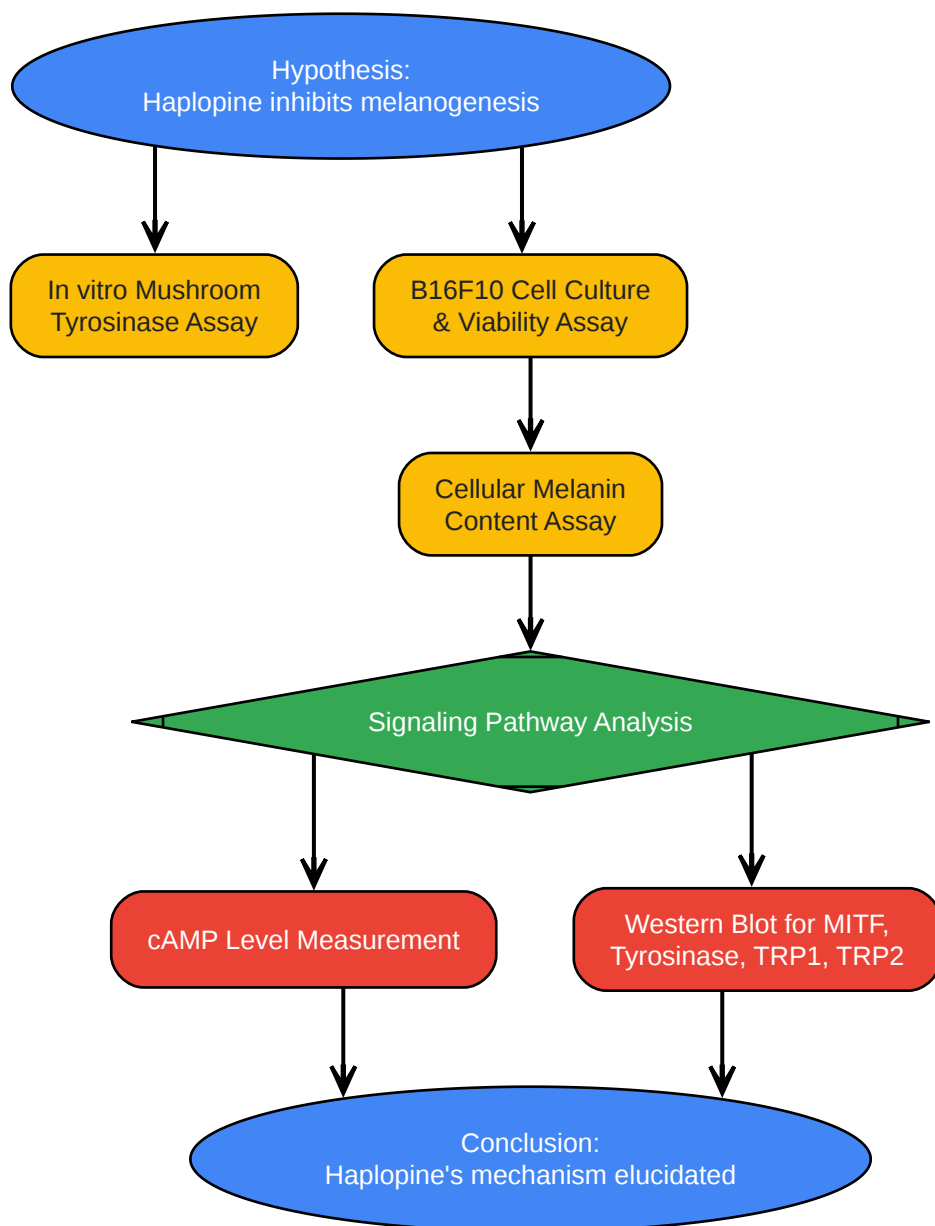 Hypothesis:
Haplopine inhibits melanogenesis
In vitro Mushroom
Tyrosinase Assay
B16F10 Cell Culture
& Viability Assay
Cellular Melanin
Content Assay
Signaling Pathway Analysis
cAMP Level Measurement
Western Blot for MITF,
Tyrosinase, TRP1, TRP2
Conclusion:
Haplopine's mechanism elucidated